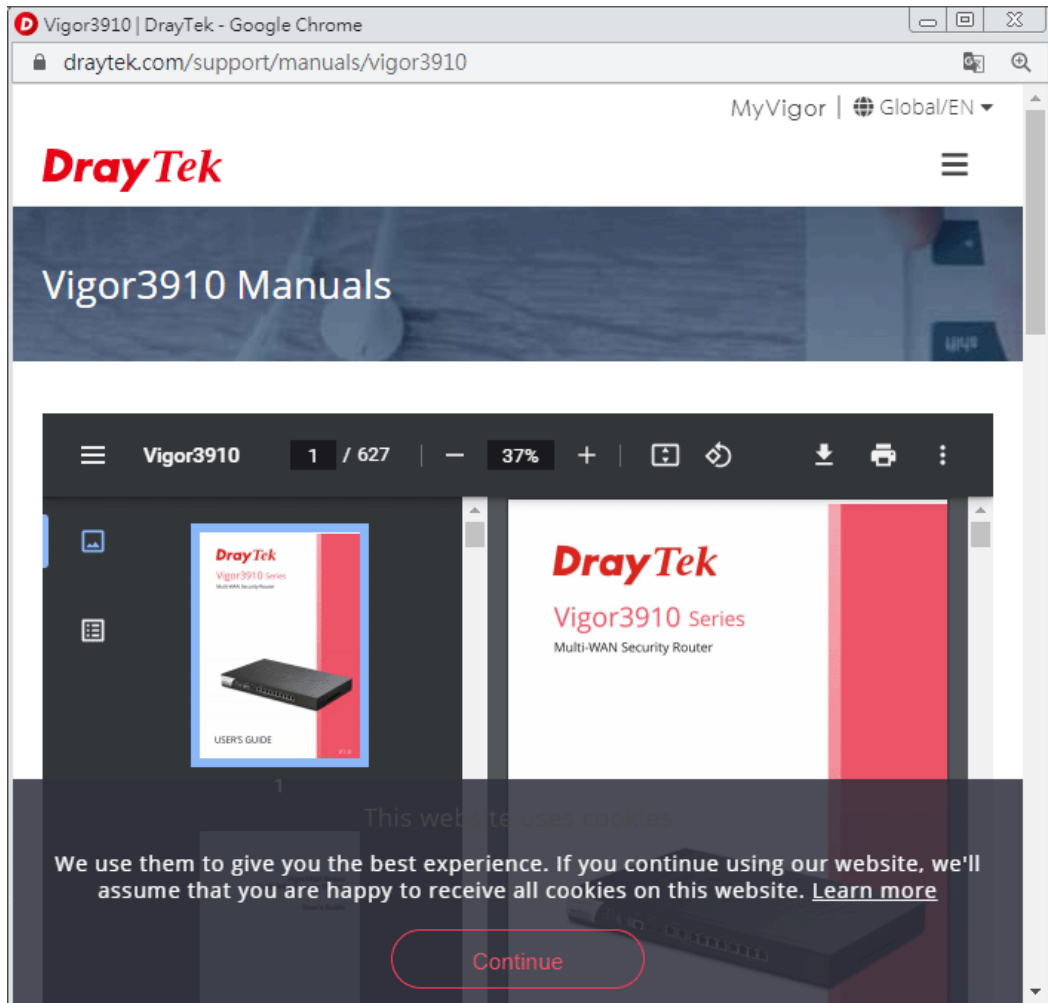 Vigor3910 | DrayTek - Google Chrome
draytek.com/support/manuals/vigor3910
MyVigor | Global/EN
DrayTek
Vigor3910 Manuals
Vigor3910 1 / 627 37%
DrayTek
Vigor3910 Series
Multi-WAN Security Router
USER'S GUIDE
V1.0
1
DrayTek
Vigor3910 Series
Multi-WAN Security Router
This website uses cookies
We use them to give you the best experience. If you continue using our website, we'll
assume that you are happy to receive all cookies on this website. Learn more
Continue